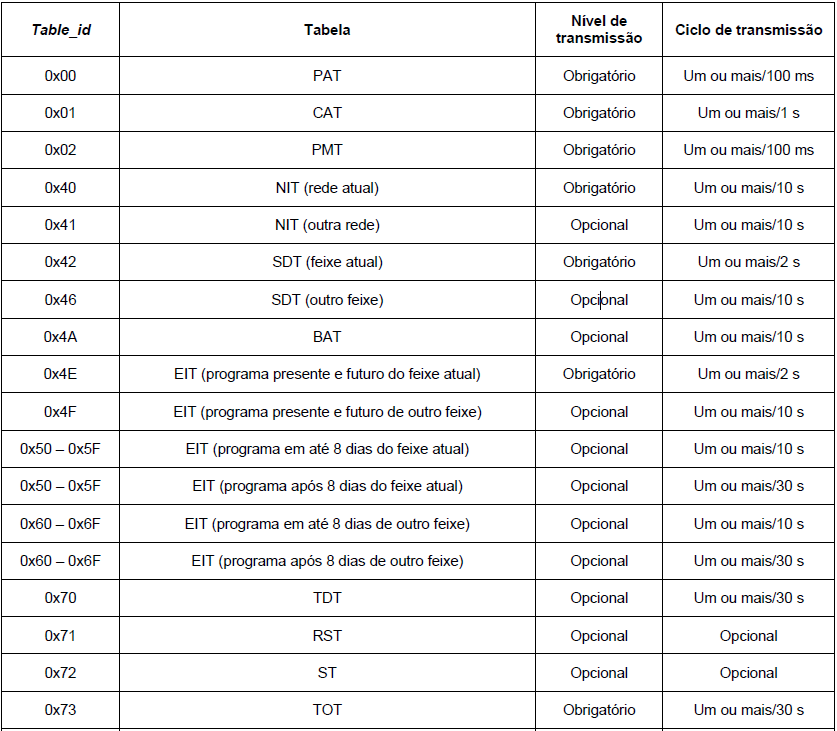 Table_id Tabela Nível de transmissão Ciclo de transmissão
0x00 PAT Obrigatório Um ou mais/100 ms
0x01 CAT Obrigatório Um ou mais/1 s
0x02 PMT Obrigatório Um ou mais/100 ms
0x40 NIT (rede atual) Obrigatório Um ou mais/10 s
0x41 NIT (outra rede) Opcional Um ou mais/10 s
0x42 SDT (feixe atual) Obrigatório Um ou mais/2 s
0x46 SDT (outro feixe) Opcional Um ou mais/10 s
0x4A BAT Opcional Um ou mais/10 s
0x4E EIT (programa presente e futuro do feixe atual) Obrigatório Um ou mais/2 s
0x4F EIT (programa presente e futuro de outro feixe) Opcional Um ou mais/10 s
0x50 – 0x5F EIT (programa em até 8 dias do feixe atual) Opcional Um ou mais/10 s
0x50 – 0x5F EIT (programa após 8 dias do feixe atual) Opcional Um ou mais/30 s
0x60 – 0x6F EIT (programa em até 8 dias de outro feixe) Opcional Um ou mais/10 s
0x60 – 0x6F EIT (programa após 8 dias de outro feixe) Opcional Um ou mais/30 s
0x70 TDT Opcional Um ou mais/30 s
0x71 RST Opcional Opcional
0x72 ST Opcional Opcional
0x73 TOT Obrigatório Um ou mais/30 s